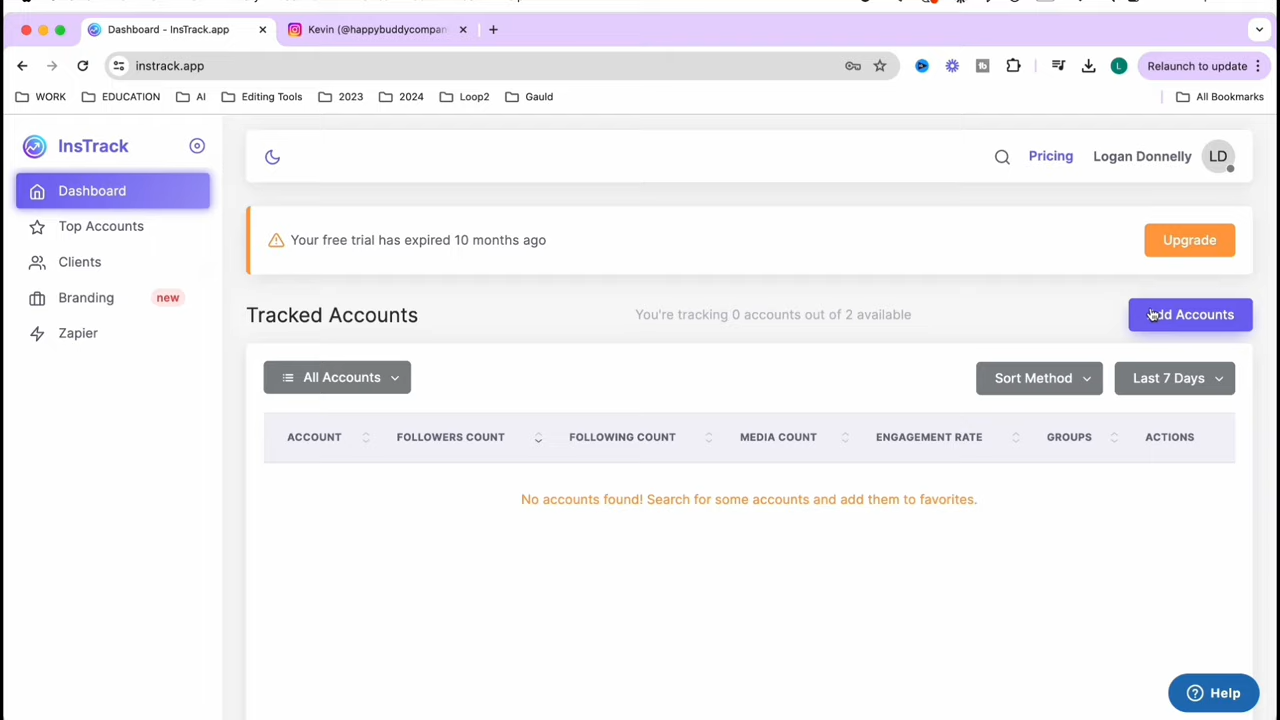 Dashboard - InsTrack.app
Kevin (@happybuddycompan
instrack.app
Relaunch to update
WORK
EDUCATION
AI
Editing Tools
2023
2024
Loop2
Gauld
All Bookmarks
InsTrack
Pricing
Logan Donnelly
LD
Dashboard
Top Accounts
Clients
Branding
new
Zapier
Your free trial has expired 10 months ago
Upgrade
Tracked Accounts
You're tracking 0 accounts out of 2 available
Add Accounts
All Accounts
Sort Method
Last 7 Days
ACCOUNT
FOLLOWERS COUNT
FOLLOWING COUNT
MEDIA COUNT
ENGAGEMENT RATE
GROUPS
ACTIONS
No accounts found! Search for some accounts and add them to favorites.
Help